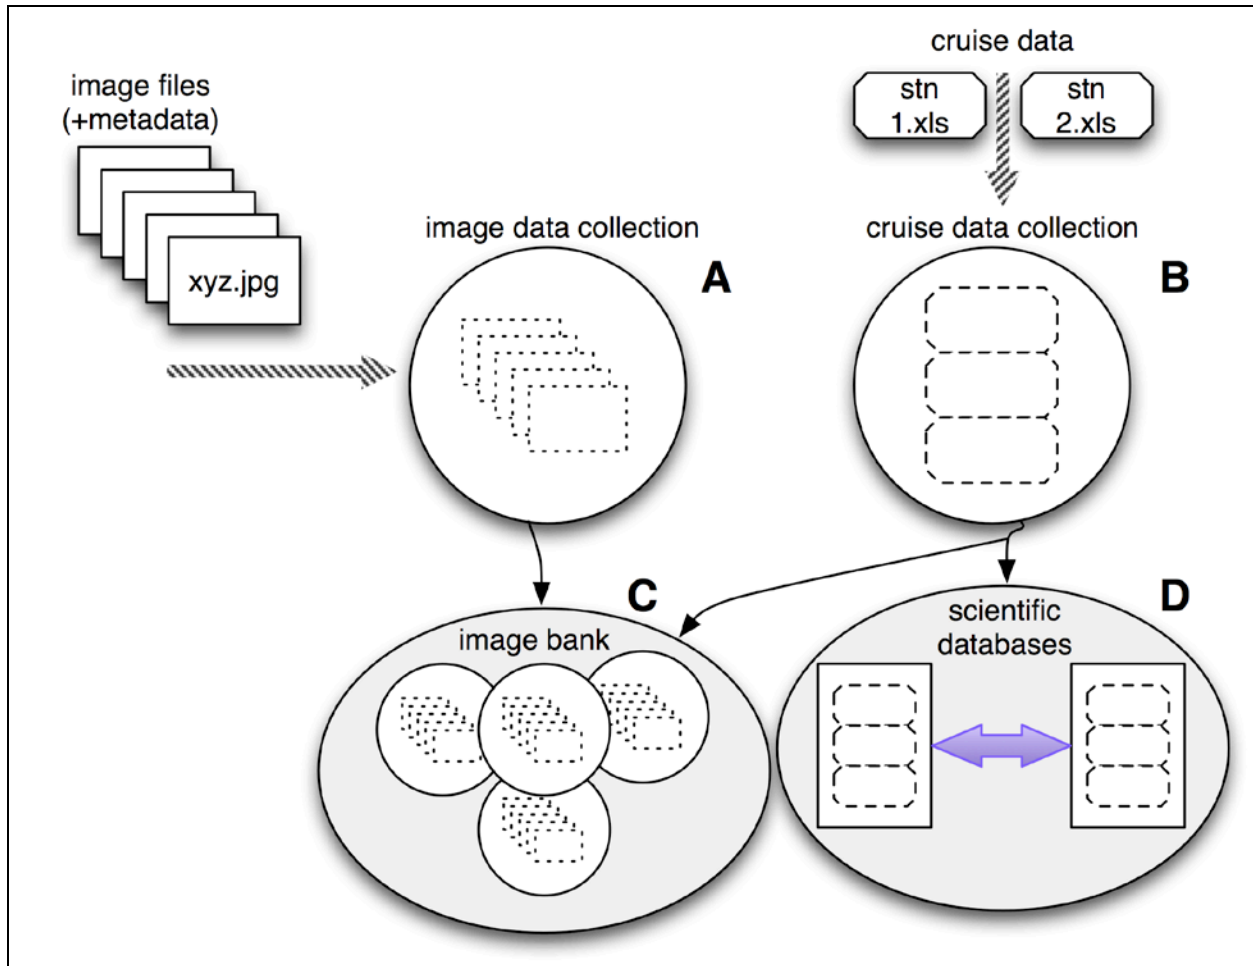 image files
(+metadata)
xyz.jpg
cruise data
stn
1.xls
stn
2.xls
image data collection
A
cruise data collection
B
C
image bank
D
scientific
databases